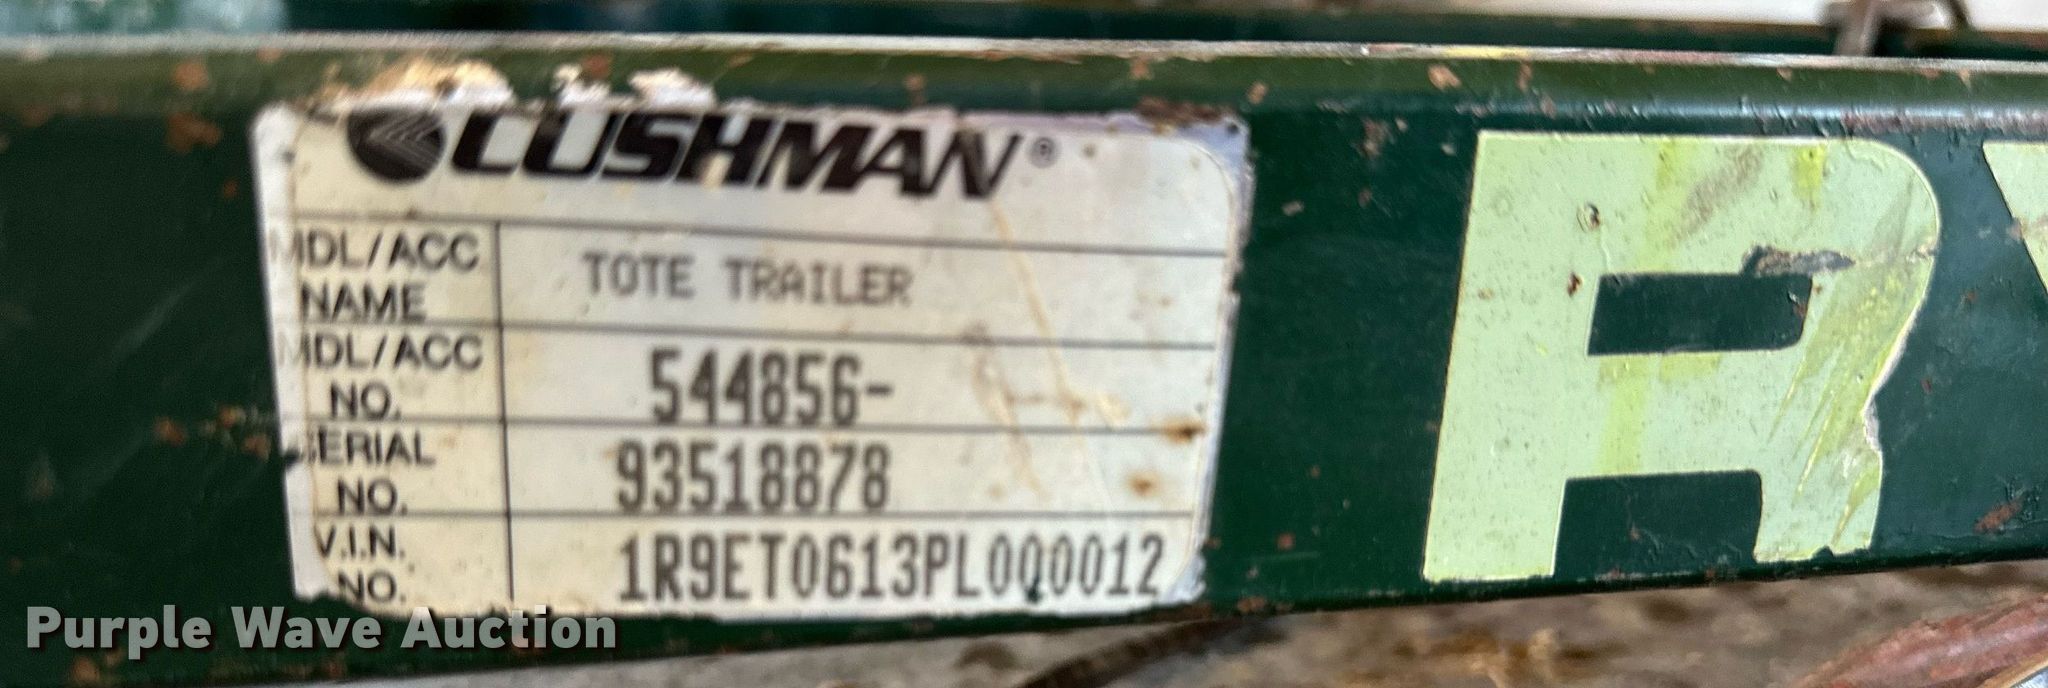 CUSHMAN®
MDL/ACC NAME TOTE TRAILER
MDL/ACC NO. 544856-
SERIAL NO. 93518878
V.I.N. NO. 1R9ET0613PL000012
R
Purple Wave Auction